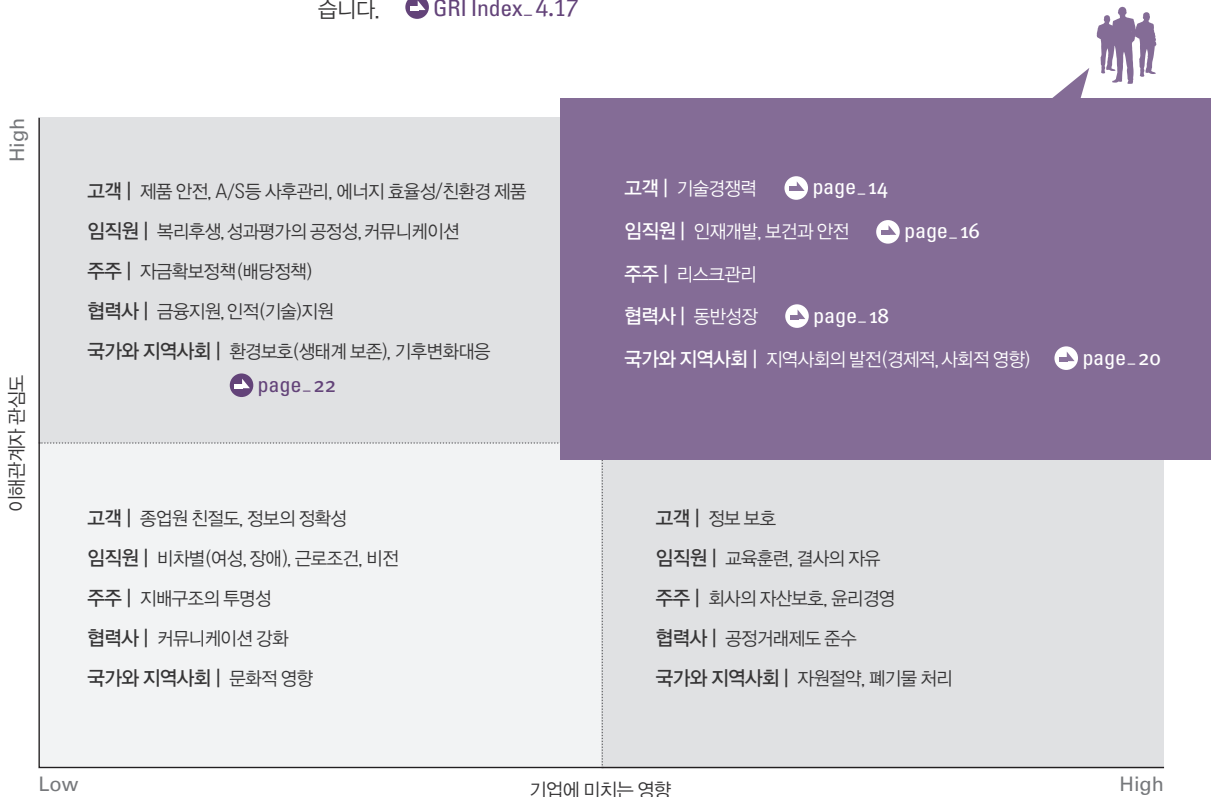 습니다. GRI Index_4.17
High
고객 | 제품 안전, A/S등 사후관리, 에너지 효율성/친환경 제품
임직원 | 복리후생, 성과평가의 공정성, 커뮤니케이션
주주 | 자금확보정책(배당정책)
협력사 | 금융지원, 인적(기술)지원
국가와 지역사회 | 환경보호(생태계 보존), 기후변화대응
page_22
고객 | 기술경쟁력 page_14
임직원 | 인재개발, 보건과 안전 page_16
주주 | 리스크관리
협력사 | 동반성장 page_18
국가와 지역사회 | 지역사회의 발전(경제적, 사회적 영향) page_20
이해관계자 관심도
고객 | 종업원 친절도, 정보의 정확성
임직원 | 비차별(여성, 장애), 근로조건, 비전
주주 | 지배구조의 투명성
협력사 | 커뮤니케이션 강화
국가와 지역사회 | 문화적 영향
고객 | 정보 보호
임직원 | 교육훈련, 결사의 자유
주주 | 회사의 자산보호, 윤리경영
협력사 | 공정거래제도 준수
국가와 지역사회 | 자원절약, 폐기물 처리
Low
기업에 미치는 영향
High